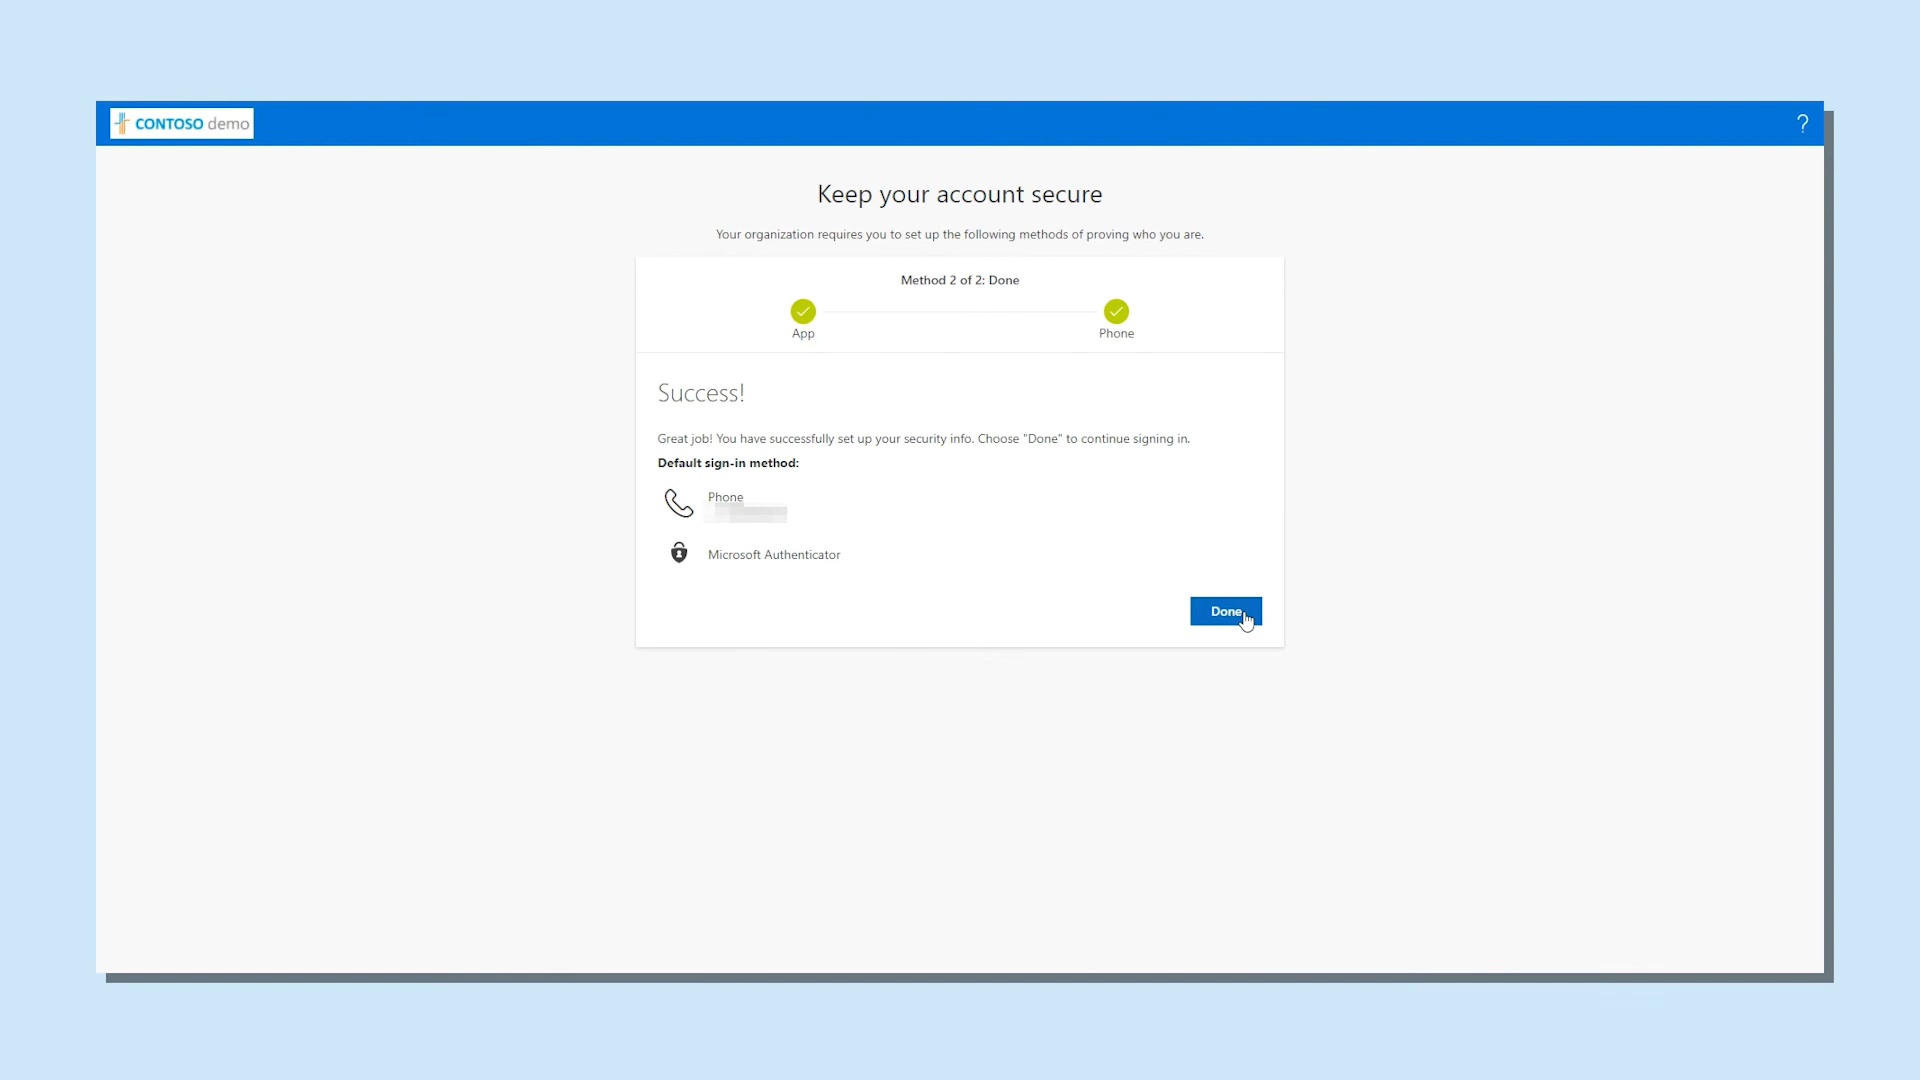 CONTOSO demo
?
Keep your account secure
Your organization requires you to set up the following methods of proving who you are.
Method 2 of 2: Done
App
Phone
Success!
Great job! You have successfully set up your security info. Choose "Done" to continue signing in.
Default sign-in method:
Phone
Microsoft Authenticator
Done